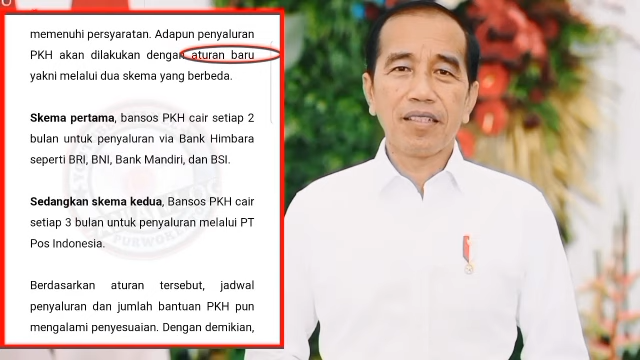 memenuhi persyaratan. Adapun penyaluran
PKH akan dilakukan dengan aturan baru
yakni melalui dua skema yang berbeda.
Skema pertama, bansos PKH cair setiap 2
bulan untuk penyaluran via Bank Himbara
seperti BRI, BNI, Bank Mandiri, dan BSI.
Sedangkan skema kedua, Bansos PKH cair
setiap 3 bulan untuk penyaluran melalui PT
Pos Indonesia.
Berdasarkan aturan tersebut, jadwal
penyaluran dan jumlah bantuan PKH pun
mengalami penyesuaian. Dengan demikian,